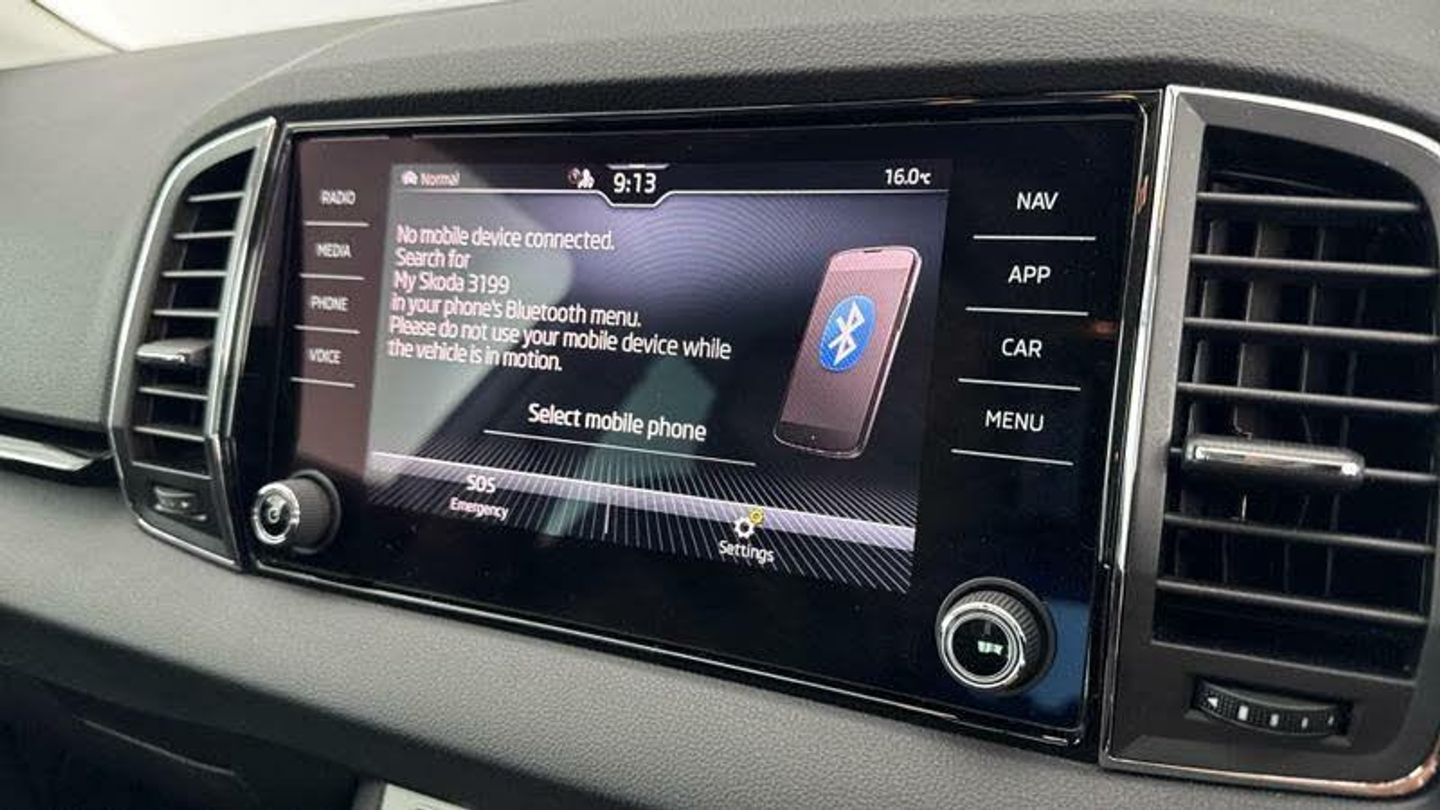 Normal
9:13
16.0°C
RADIO
MEDIA
PHONE
VOICE
No mobile device connected.
Search for
My Skoda 3199
in your phone's Bluetooth menu.
Please do not use your mobile device while
the vehicle is in motion.
Select mobile phone
SOS
Emergency
Settings
NAV
APP
CAR
MENU